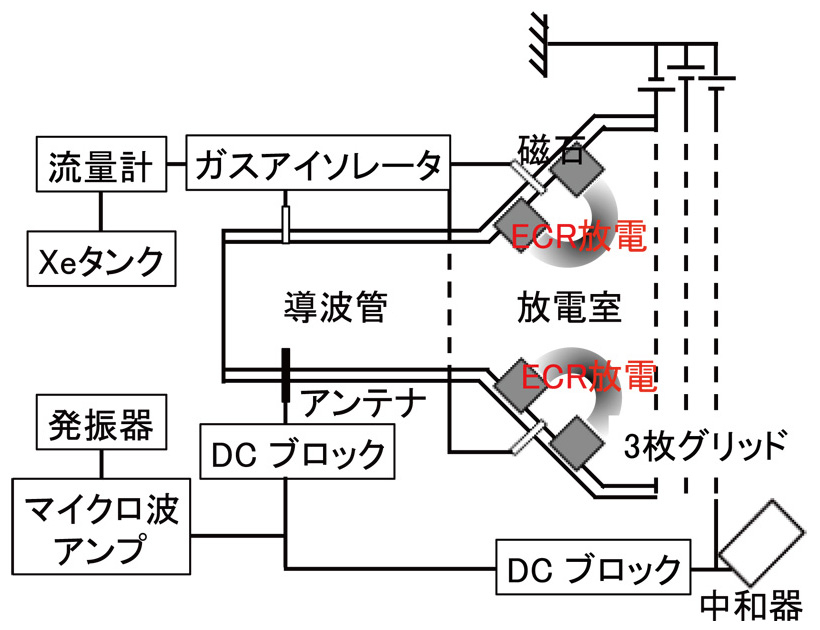 磁石
流量計
ガスアイソレータ
Xeタンク
ECR放電
導波管
放電室
ECR放電
アンテナ
発振器
DC ブロック
3枚グリッド
マイクロ波
アンプ
DC ブロック
中和器